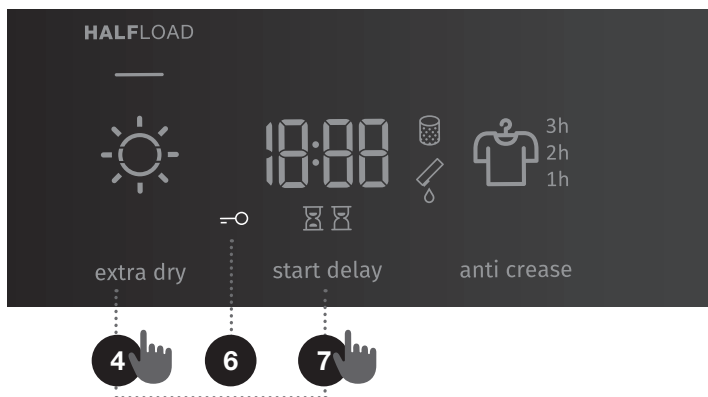 HALFLOAD
18:88
3h
2h
1h
extra dry
start delay
anti crease
4
6
7